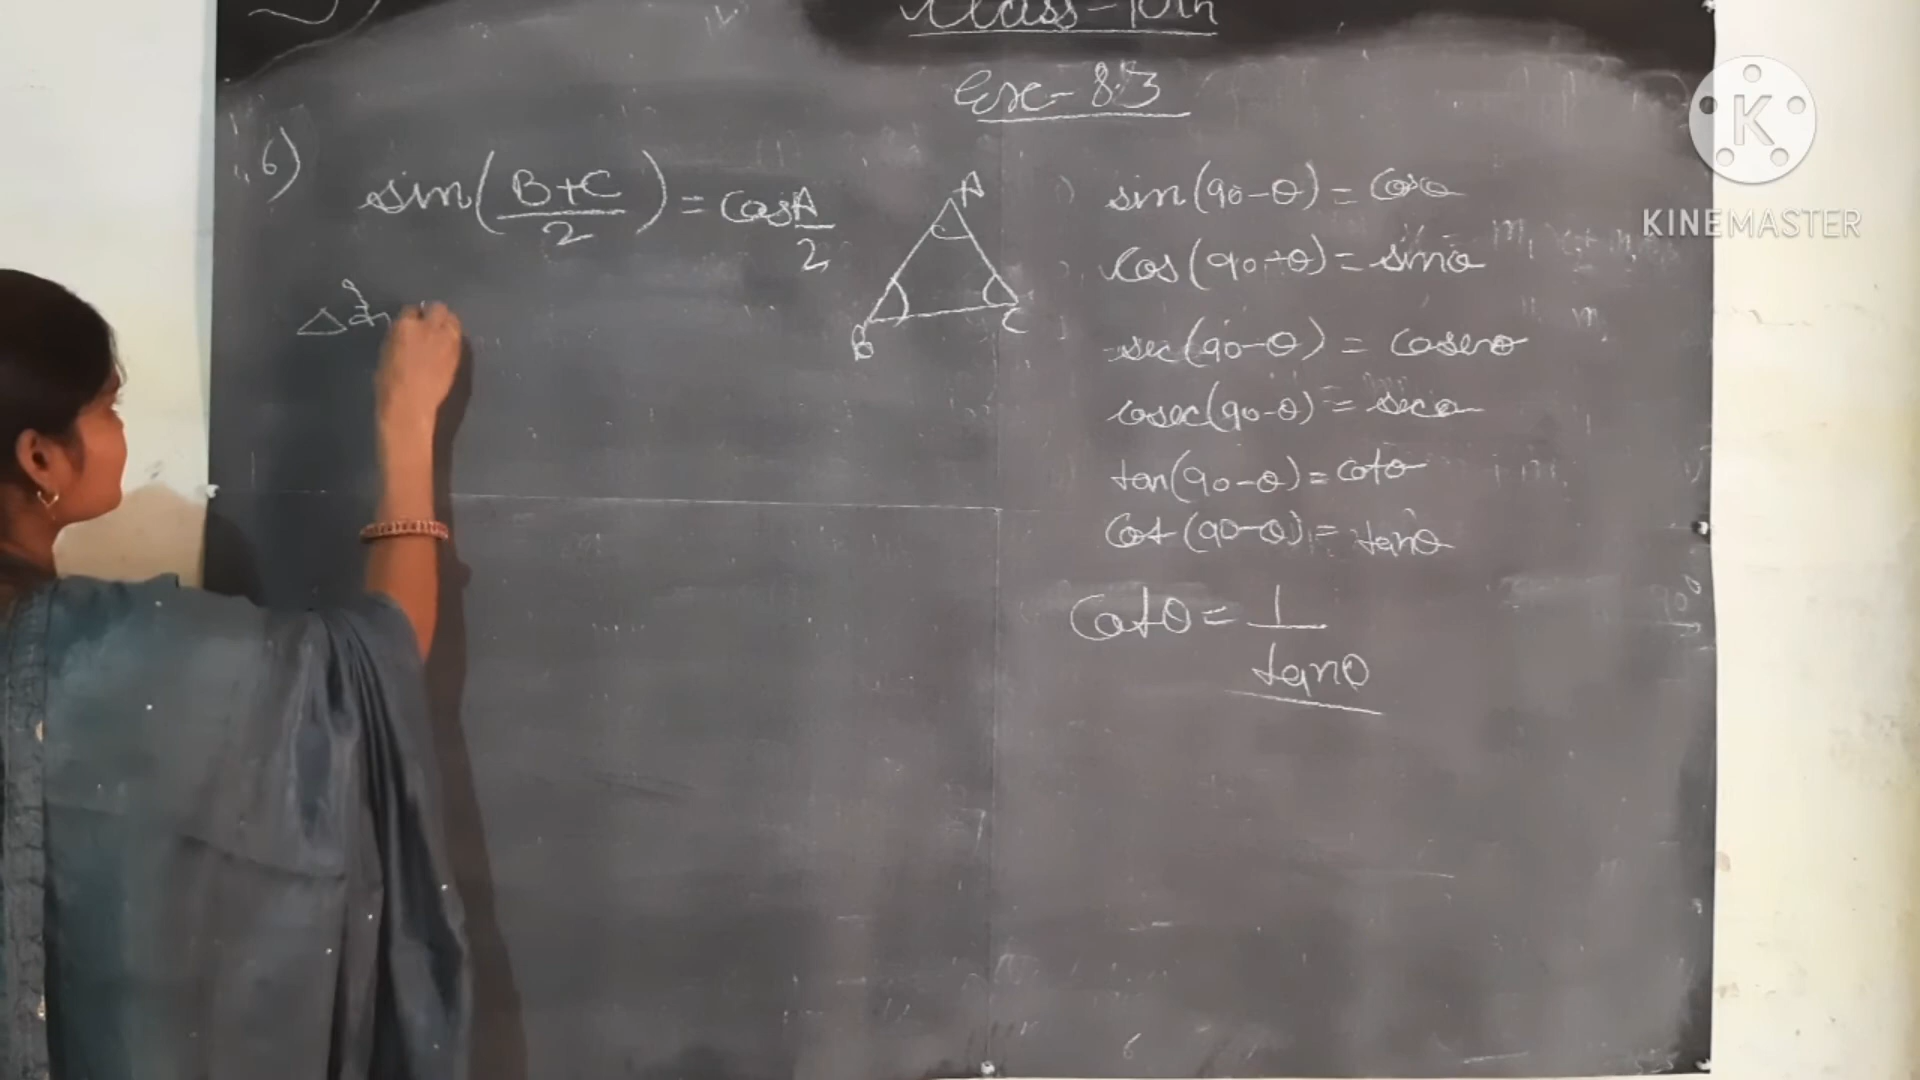 Class-10th
Exe-8.3
6)
sin(B+C/2) = cos A/2
A
B
C
sin(90-θ) = cosθ
cos(90-θ) = sinθ
sec(90-θ) = cosecθ
cosec(90-θ) = secθ
tan(90-θ) = cotθ
cot(90-θ) = tanθ
cotθ = 1/tanθ
K
KINEMASTER